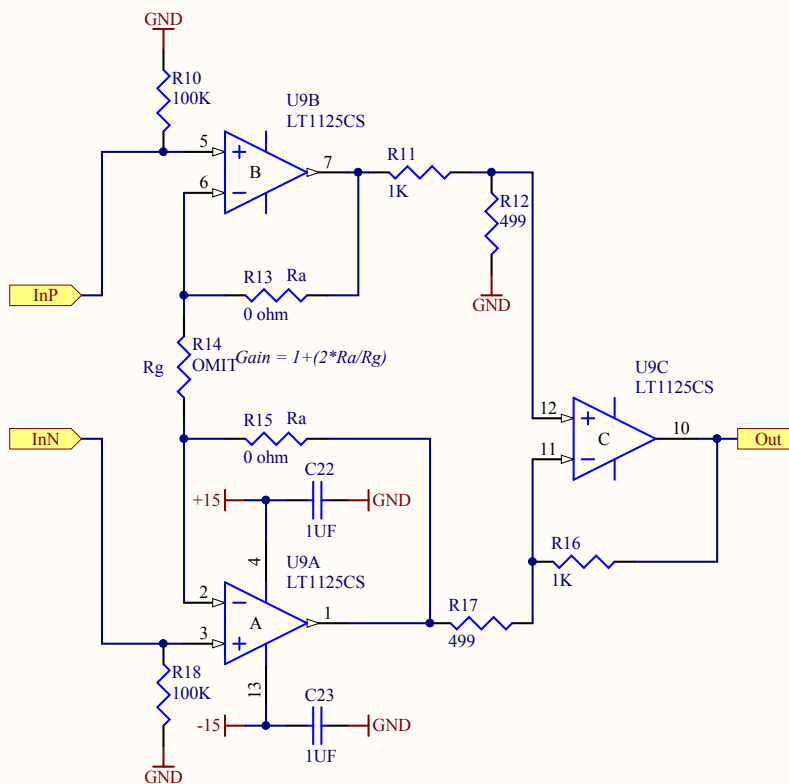 GND
R10
100K
U9B
LT1125CS
5
+
B
7
6
−
R11
1K
R12
499
GND
InP
R13 Ra
0 ohm
R14
OMIT
Rg
Gain = 1+(2*Ra/Rg)
U9C
LT1125CS
12
+
C
10
Out
11
−
InN
R15 Ra
0 ohm
C22
+15
GND
1UF
R16
1K
4
U9A
LT1125CS
2
−
A
1
3
+
R17
499
R18
100K
13
C23
-15
GND
1UF
GND